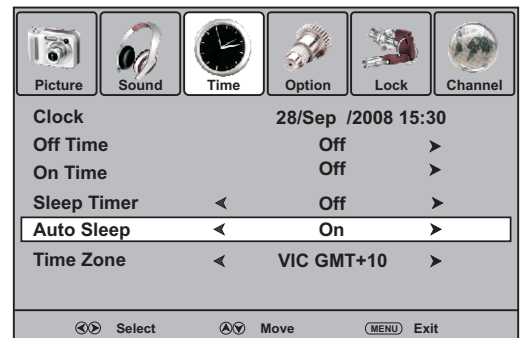 Picture Sound Time Option Lock Channel
Clock 28/Sep /2008 15:30
Off Time Off
On Time Off
Sleep Timer Off
Auto Sleep On
Time Zone VIC GMT+10
Select Move MENU Exit